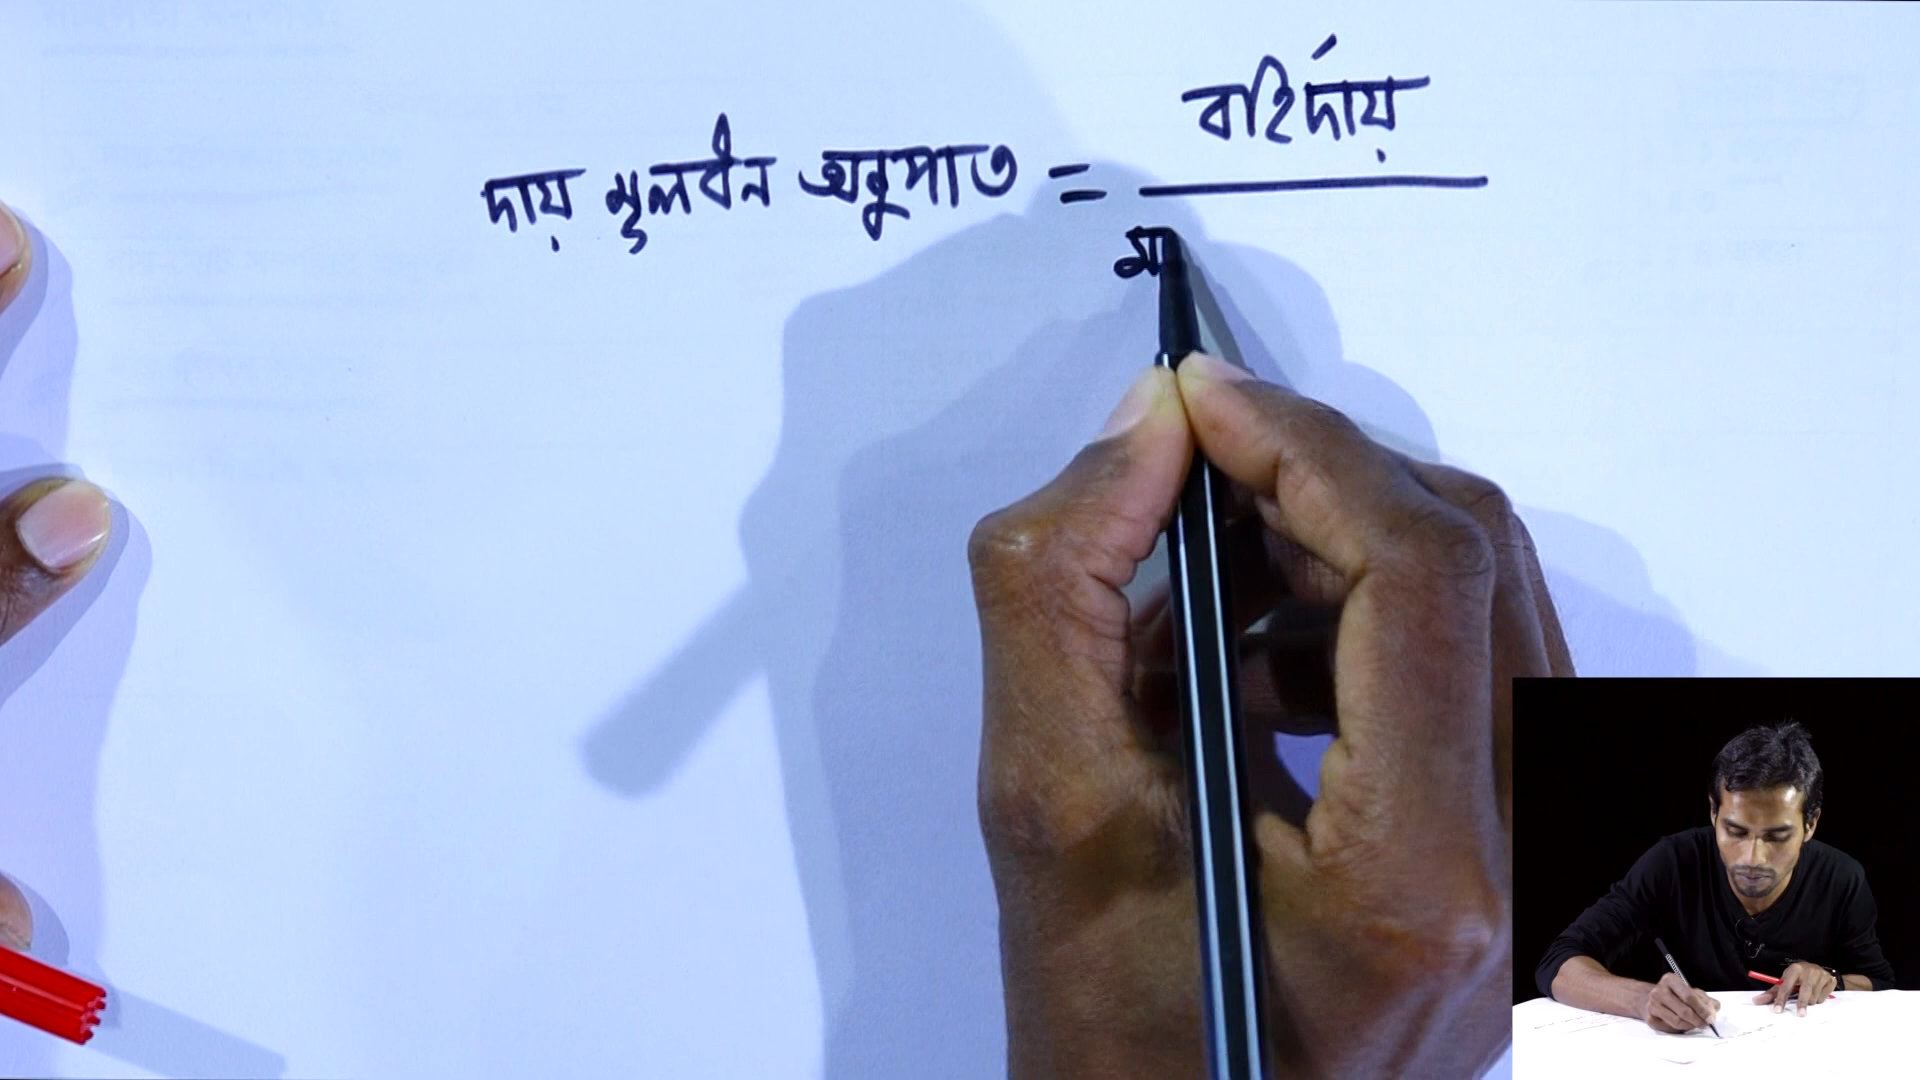 দায় মূলধন অনুপাত = বহির্দায়
মা